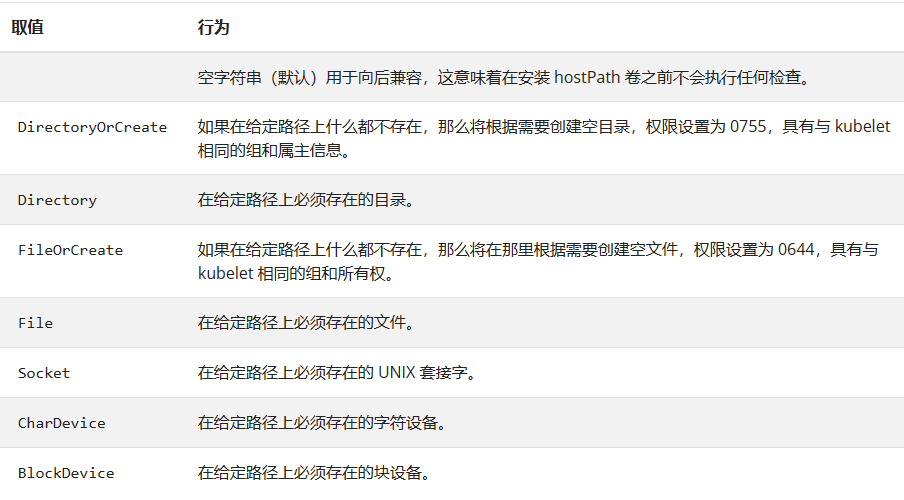 取值 行为
空字符串（默认）用于向后兼容，这意味着在安装 hostPath 卷之前不会执行任何检查。
DirectoryOrCreate 如果在给定路径上什么都不存在，那么将根据需要创建空目录，权限设置为 0755，具有与 kubelet
相同的组和属主信息。
Directory 在给定路径上必须存在的目录。
FileOrCreate 如果在给定路径上什么都不存在，那么将在那里根据需要创建空文件，权限设置为 0644，具有与
kubelet 相同的组和所有权。
File 在给定路径上必须存在的文件。
Socket 在给定路径上必须存在的 UNIX 套接字。
CharDevice 在给定路径上必须存在的字符设备。
BlockDevice 在给定路径上必须存在的块设备。